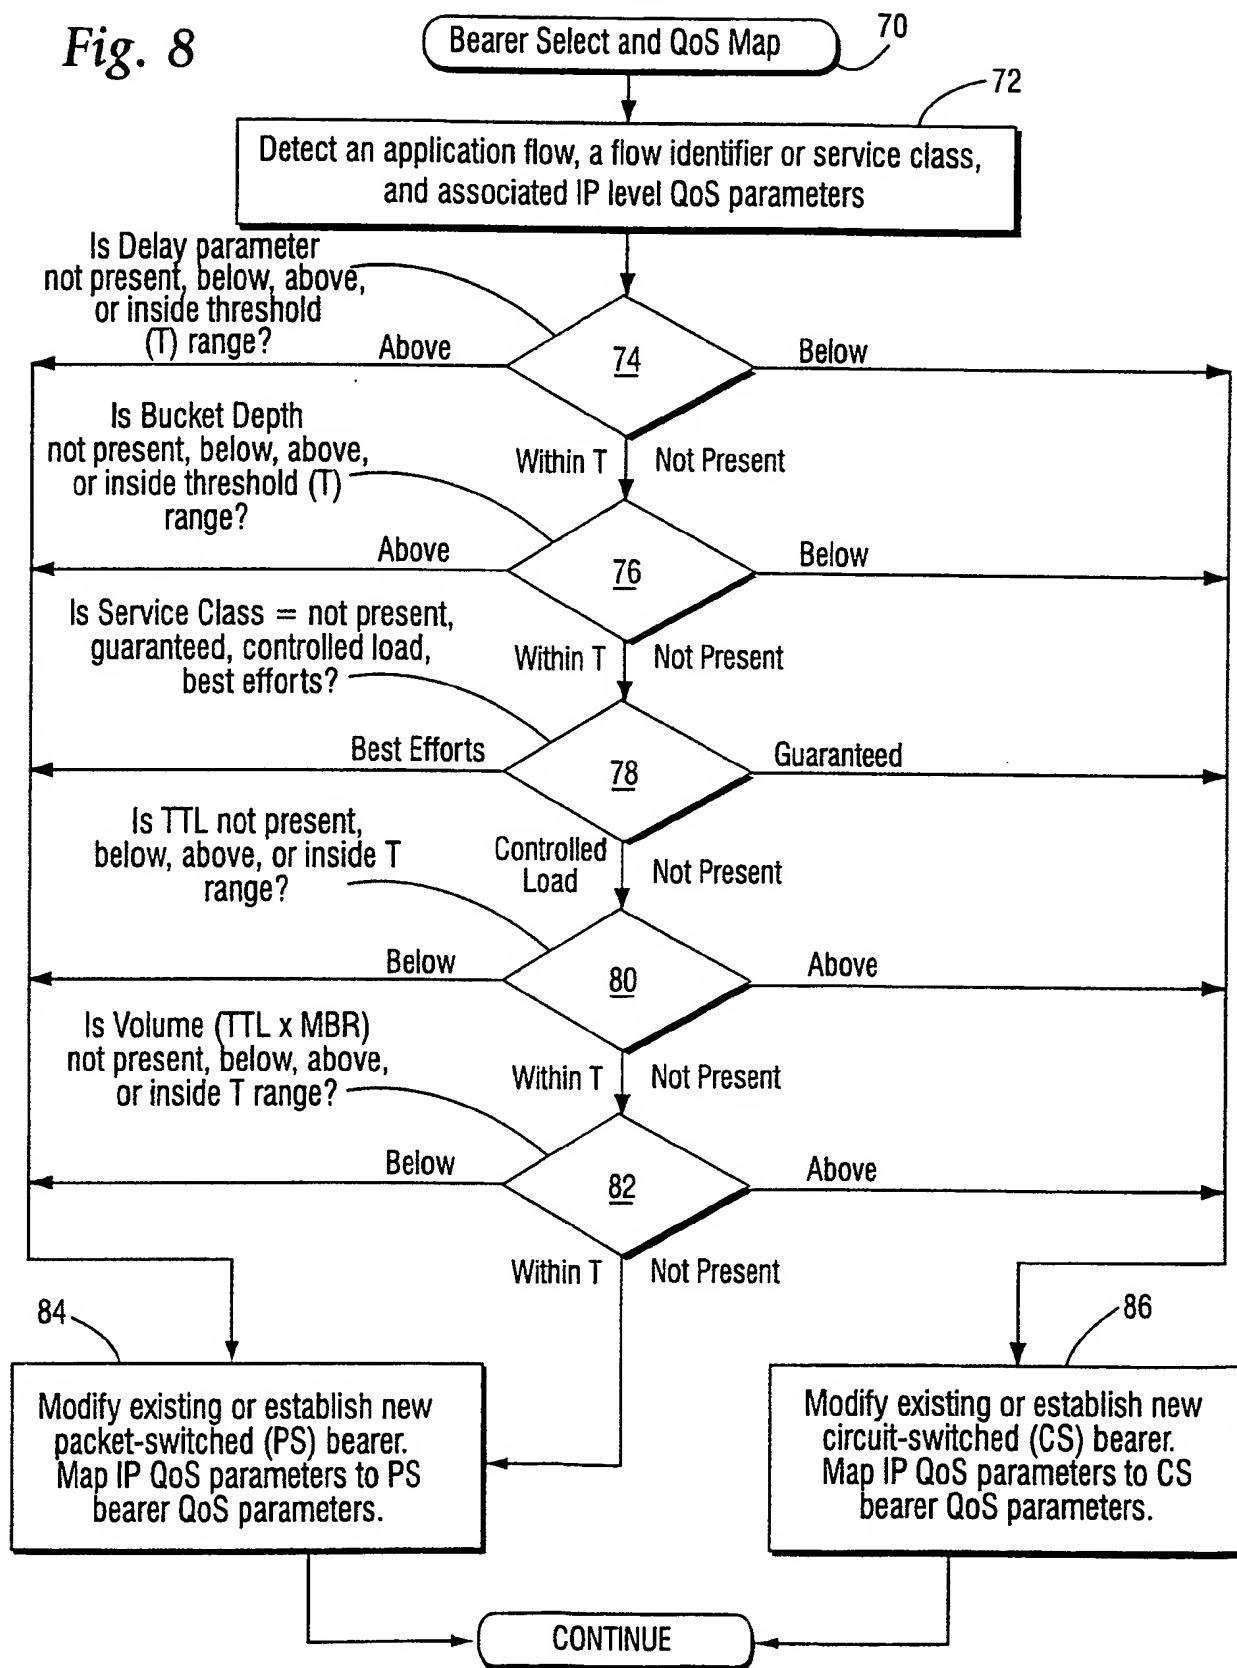 Fig. 8
Bearer Select and QoS Map
70
72
Detect an application flow, a flow identifier or service class,
and associated IP level QoS parameters
Is Delay parameter
not present, below, above,
or inside threshold
(T) range?
Above
74
Below
Within T
Not Present
Is Bucket Depth
not present, below, above,
or inside threshold (T)
range?
Above
76
Below
Within T
Not Present
Is Service Class = not present,
guaranteed, controlled load,
best efforts?
Best Efforts
78
Guaranteed
Controlled
Load
Not Present
Is TTL not present,
below, above, or inside T
range?
Below
80
Above
Within T
Not Present
Is Volume (TTL x MBR)
not present, below, above,
or inside T range?
Below
82
Above
Within T
Not Present
84
Modify existing or establish new
packet-switched (PS) bearer.
Map IP QoS parameters to PS
bearer QoS parameters.
86
Modify existing or establish new
circuit-switched (CS) bearer.
Map IP QoS parameters to CS
bearer QoS parameters.
CONTINUE